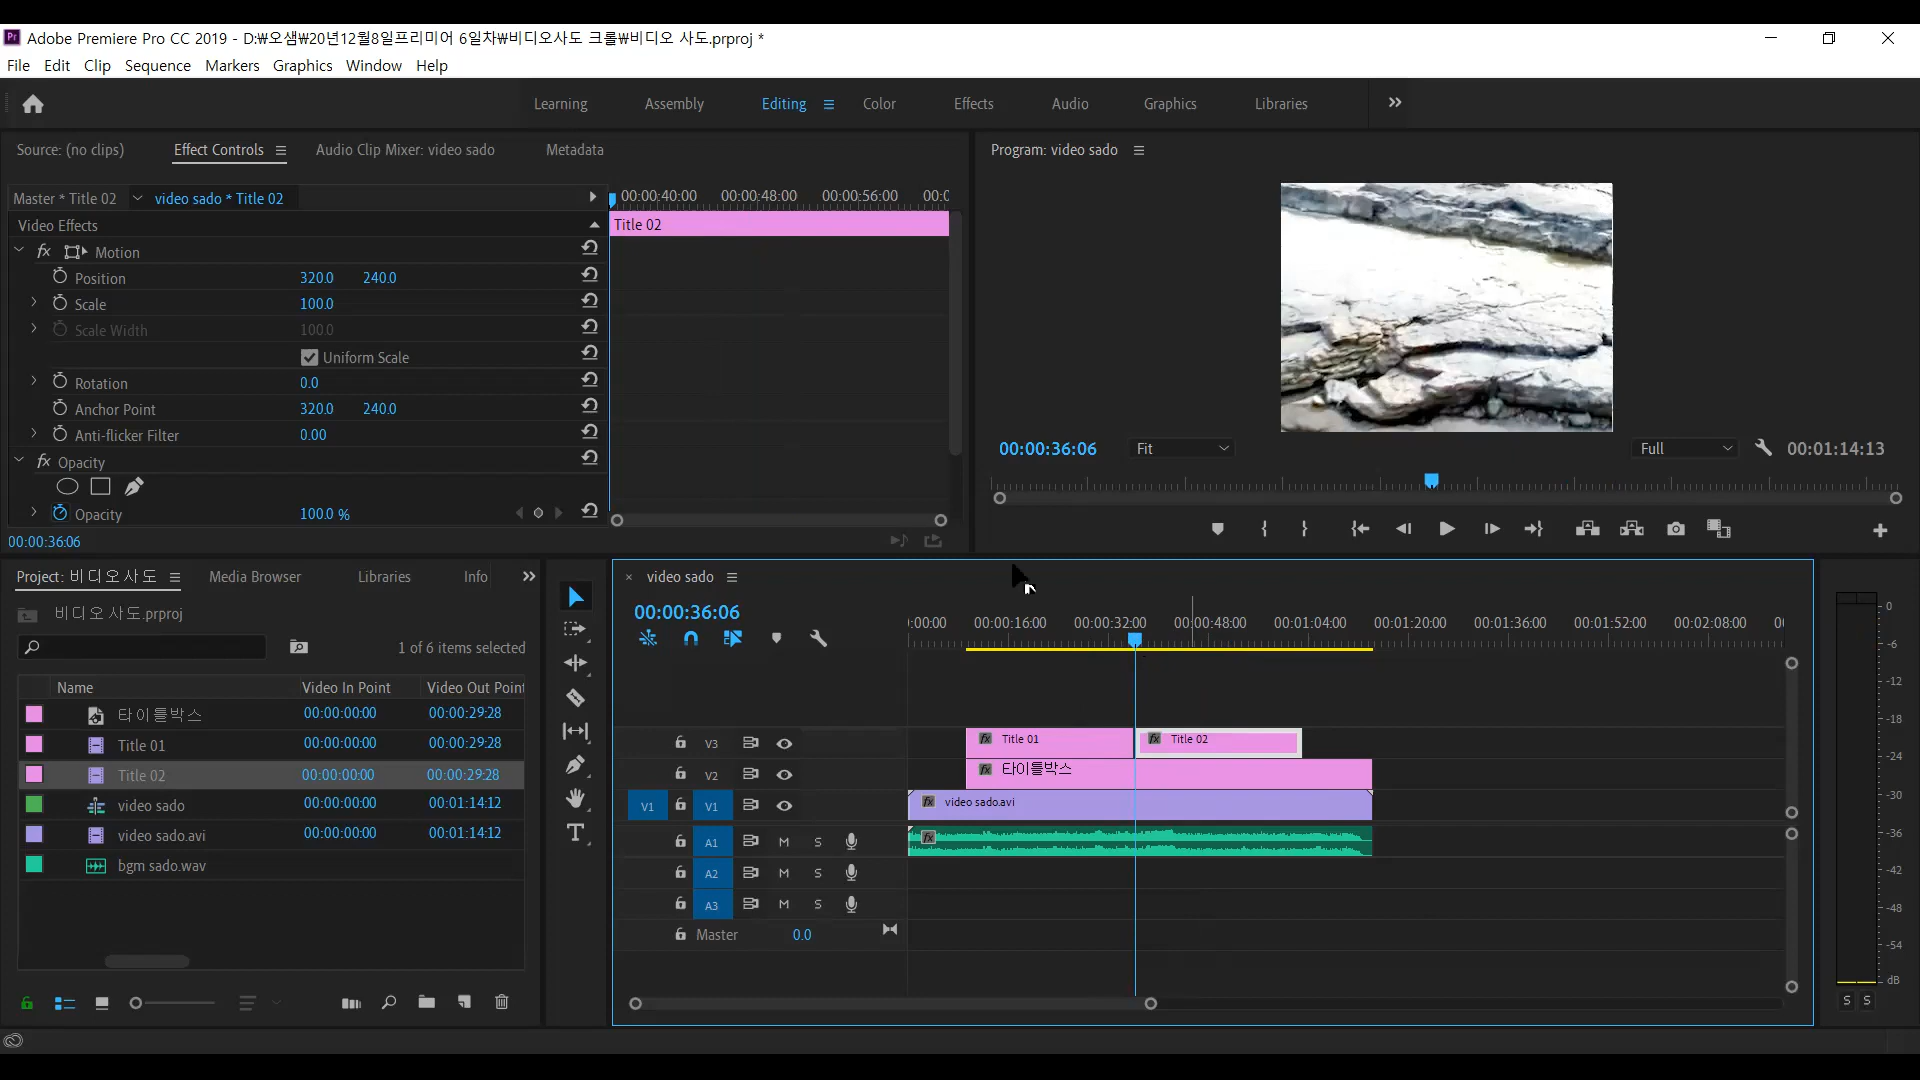 Adobe Premiere Pro CC 2019 - D:₩오샘₩20년12월8일프리미어 6일차₩비디오사도 크롤₩비디오 사도.prproj *
File Edit Clip Sequence Markers Graphics Window Help
Learning Assembly Editing Color Effects Audio Graphics Libraries
Source: (no clips) Effect Controls Audio Clip Mixer: video sado Metadata
Program: video sado
Master * Title 02 video sado * Title 02
00:00:40:00 00:00:48:00 00:00:56:00
Video Effects
Title 02
fx Motion
Position 320.0 240.0
Scale 100.0
Scale Width 100.0
Uniform Scale
Rotation 0.0
Anchor Point 320.0 240.0
Anti-flicker Filter 0.00
fx Opacity
Opacity 100.0 %
00:00:36:06
00:00:36:06 Fit Full 00:01:14:13
Project: 비디오사도 Media Browser Libraries Info
비디오사도.prproj
1 of 6 items selected
Name Video In Point Video Out Point
타이틀박스 00:00:00:00 00:00:29:28
Title 01 00:00:00:00 00:00:29:28
Title 02 00:00:00:00 00:00:29:28
video sado 00:00:00:00 00:01:14:12
video sado.avi 00:00:00:00 00:01:14:12
bgm sado.wav
× video sado
00:00:36:06
:00:00 00:00:16:00 00:00:32:00 00:00:48:00 00:01:04:00 00:01:20:00 00:01:36:00 00:01:52:00 00:02:08:00
V3 fx Title 01 fx Title 02
V2 fx 타이틀박스
V1 V1 fx video sado.avi
A1 M S fx
A2 M S
A3 M S
Master 0.0
0
-6
-12
-18
-24
-30
-36
-42
-48
-54
dB
S S